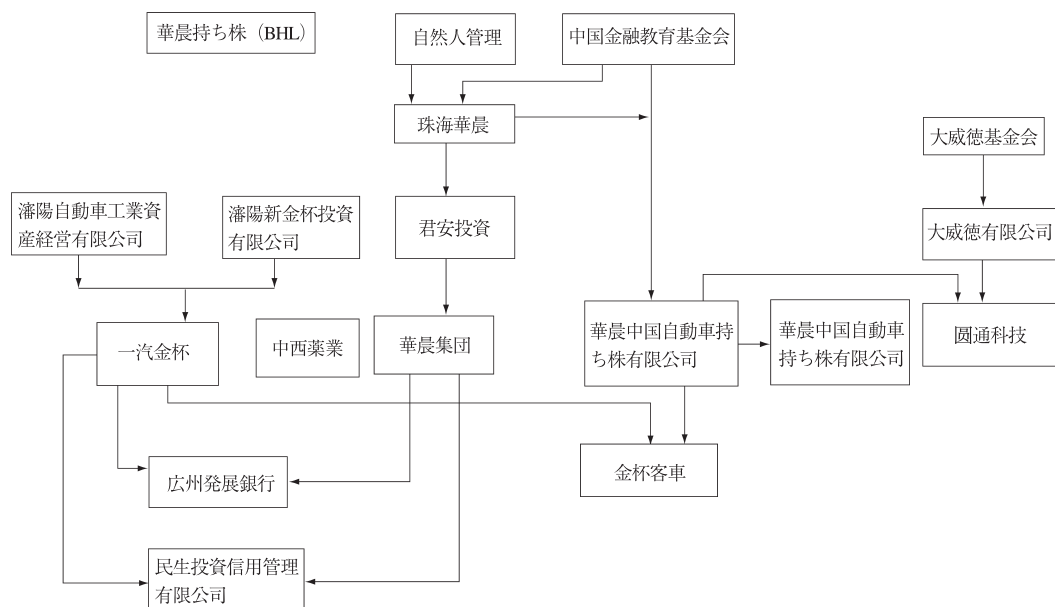 華晨持ち株（BHL）
自然人管理
中国金融教育基金会
珠海華晨
大威徳基金会
瀋陽自動車工業資
産経営有限公司
瀋陽新金杯投資
有限公司
君安投資
大威徳有限公司
一汽金杯
中西薬業
華晨集団
華晨中国自動車持
ち株有限公司
華晨中国自動車
持ち株有限公司
圆通科技
広州発展銀行
金杯客車
民生投資信用管理
有限公司